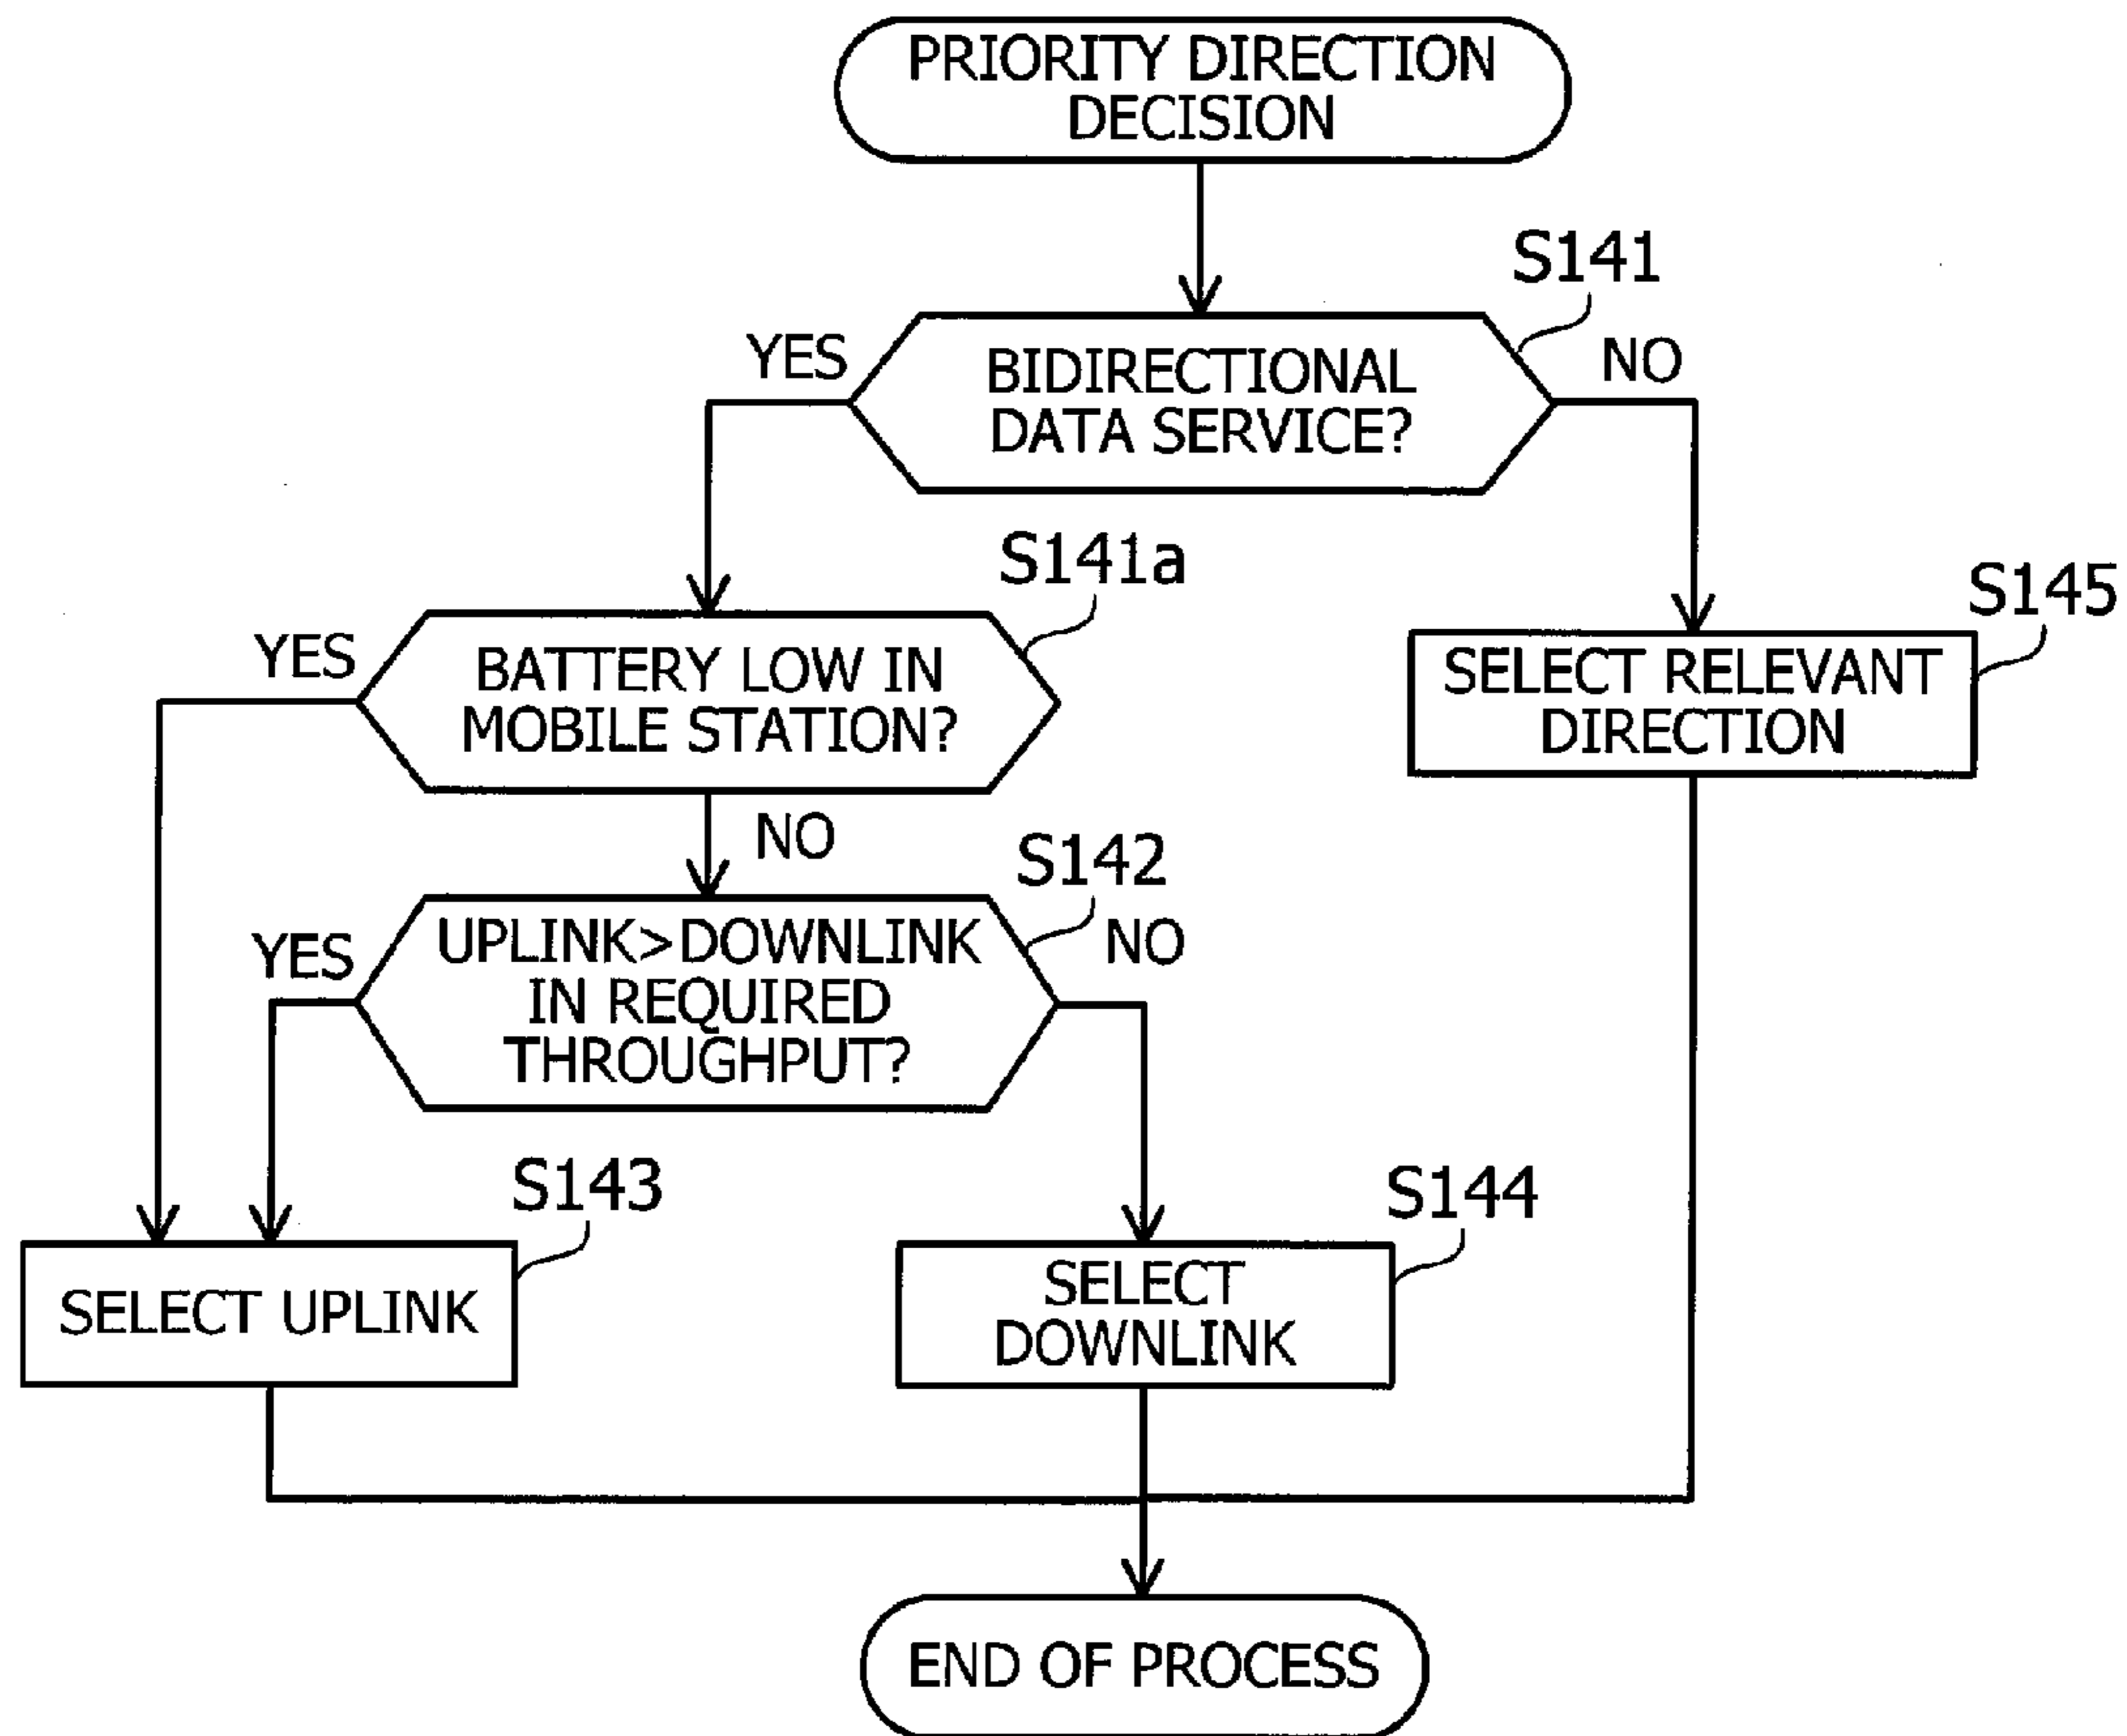 PRIORITY DIRECTION
DECISION
S141
YES
NO
BIDIRECTIONAL
DATA SERVICE?
S141a
S145
YES
BATTERY LOW IN
MOBILE STATION?
SELECT RELEVANT
DIRECTION
NO
S142
YES
UPLINK>DOWNLINK
IN REQUIRED
THROUGHPUT?
NO
S143
S144
SELECT UPLINK
SELECT
DOWNLINK
END OF PROCESS